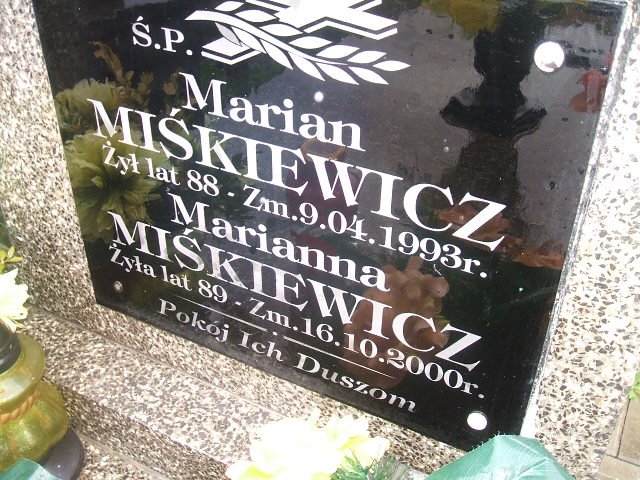 Ś.P.
Marian
MIŚKIEWICZ
Żył lat 88 - Zm.9.04.1993r.
Marianna
MIŚKIEWICZ
Żyła lat 89 - Zm.16.10.2000r.
Pokój Ich Duszom